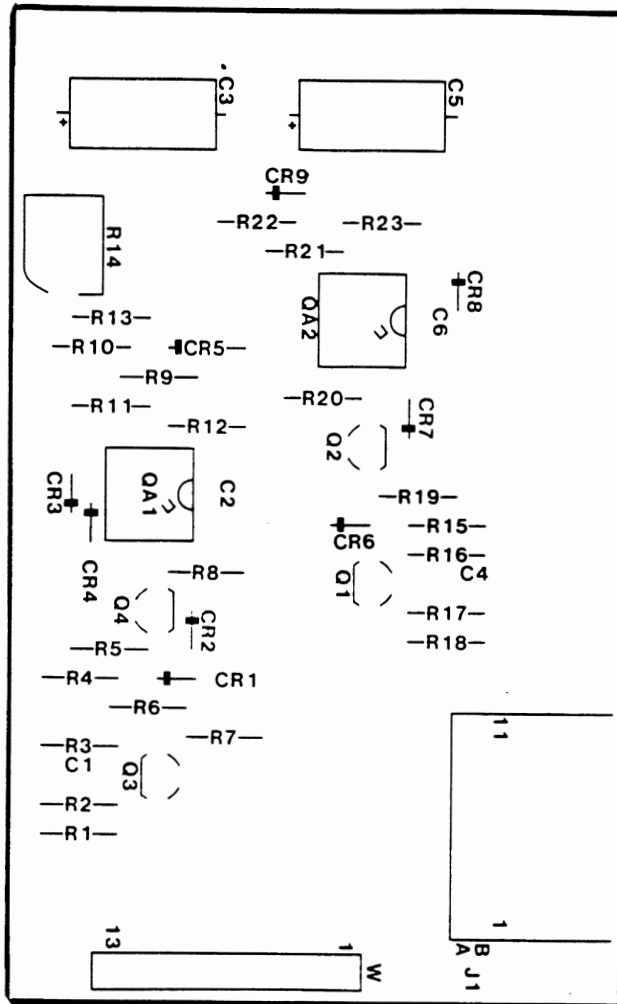 C3
C5
+
+
CR9
R22
R23
R21
R14
CR8
QA2
C6
R13
R10
CR5
R9
R20
R11
CR7
R12
Q2
CR3
QA1
C2
R19
R15
CR6
R16
CR4
R8
Q1
C4
Q4
CR2
R17
R5
R18
R4
CR1
R6
R7
R3
C1
Q3
11
R2
R1
1
13
1
W
A
B
J1